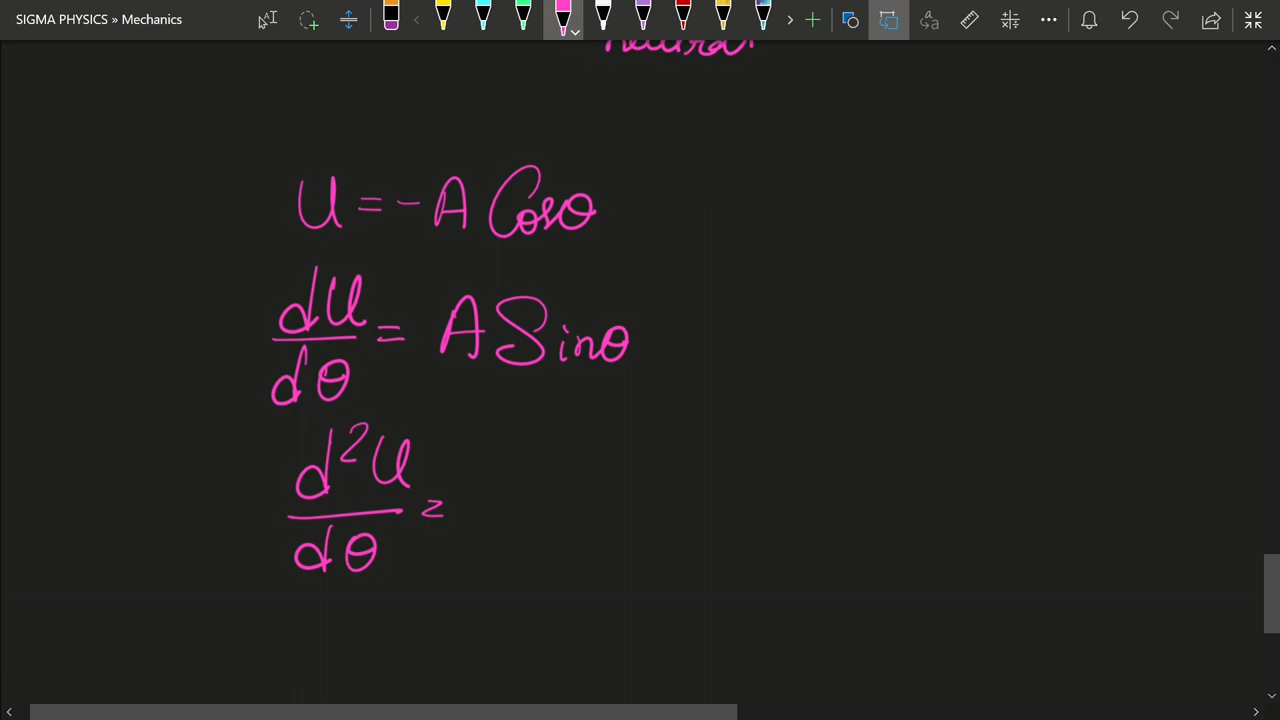 SIGMA PHYSICS » Mechanics
U = -A Cosθ
dU/dθ = A Sinθ
d²U/dθ =